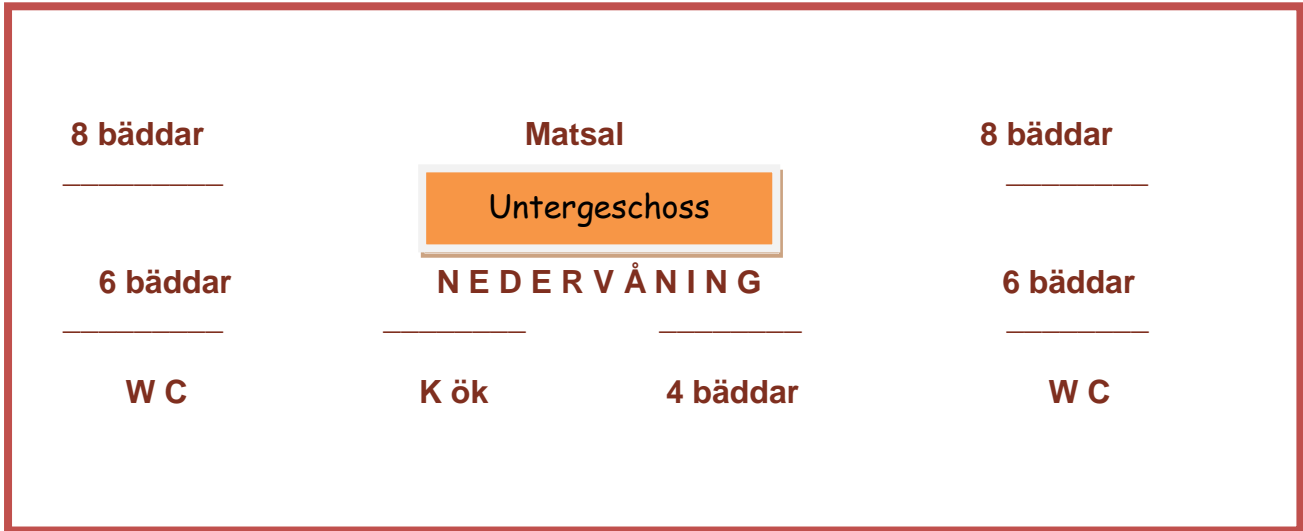 8 bäddar Matsal 8 bäddar
Untergeschoss
6 bäddar N E D E R V Å N I N G 6 bäddar
W C K ök 4 bäddar W C